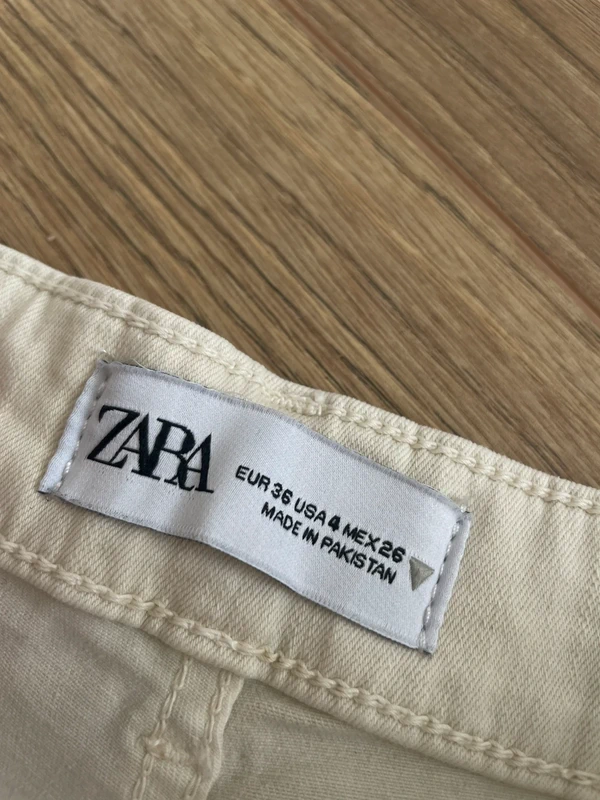 ZARA
EUR 36 USA 4 MEX 26
MADE IN PAKISTAN